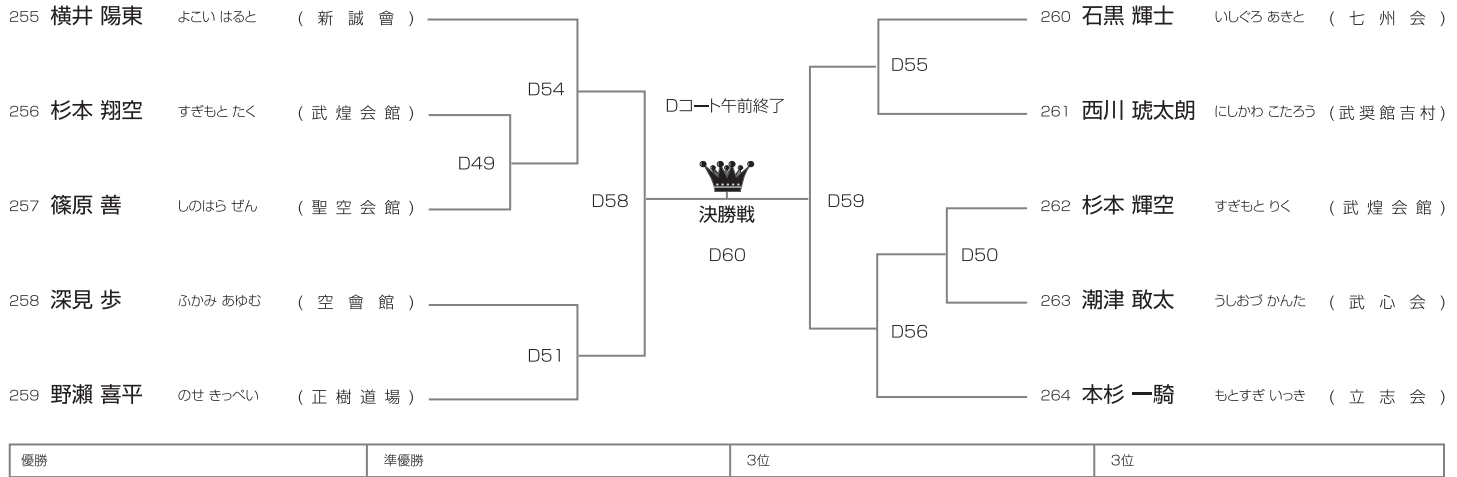 255 横井 陽東 よこい はると (新誠會)
D54
256 杉本 翔空 すぎもと たく (武煌会館)
D49
257 篠原 善 しのはら ぜん (聖空会館)
D58
258 深見 歩 ふかみ あゆむ (空會館)
D51
259 野瀬 喜平 のせ きっぺい (正樹道場)
Dコート午前終了
決勝戦
D60
260 石黒 輝士 いしぐろ あきと (七州会)
D55
261 西川 琥太朗 にしかわ こたろう (武奨館吉村)
D59
262 杉本 輝空 すぎもと りく (武煌会館)
D50
263 潮津 敢太 うしおづ かんた (武心会)
D56
264 本杉 一騎 もとすぎ いっき (立志会)
優勝
準優勝
3位
3位